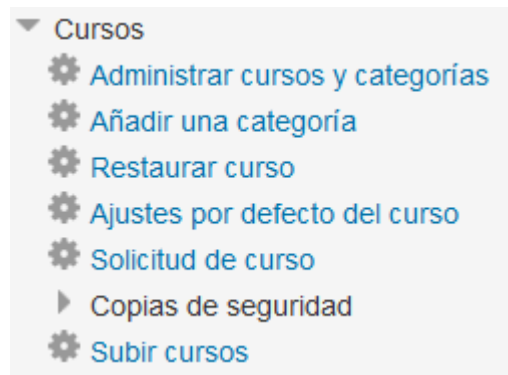 Cursos
Administrar cursos y categorías
Añadir una categoría
Restaurar curso
Ajustes por defecto del curso
Solicitud de curso
Copias de seguridad
Subir cursos